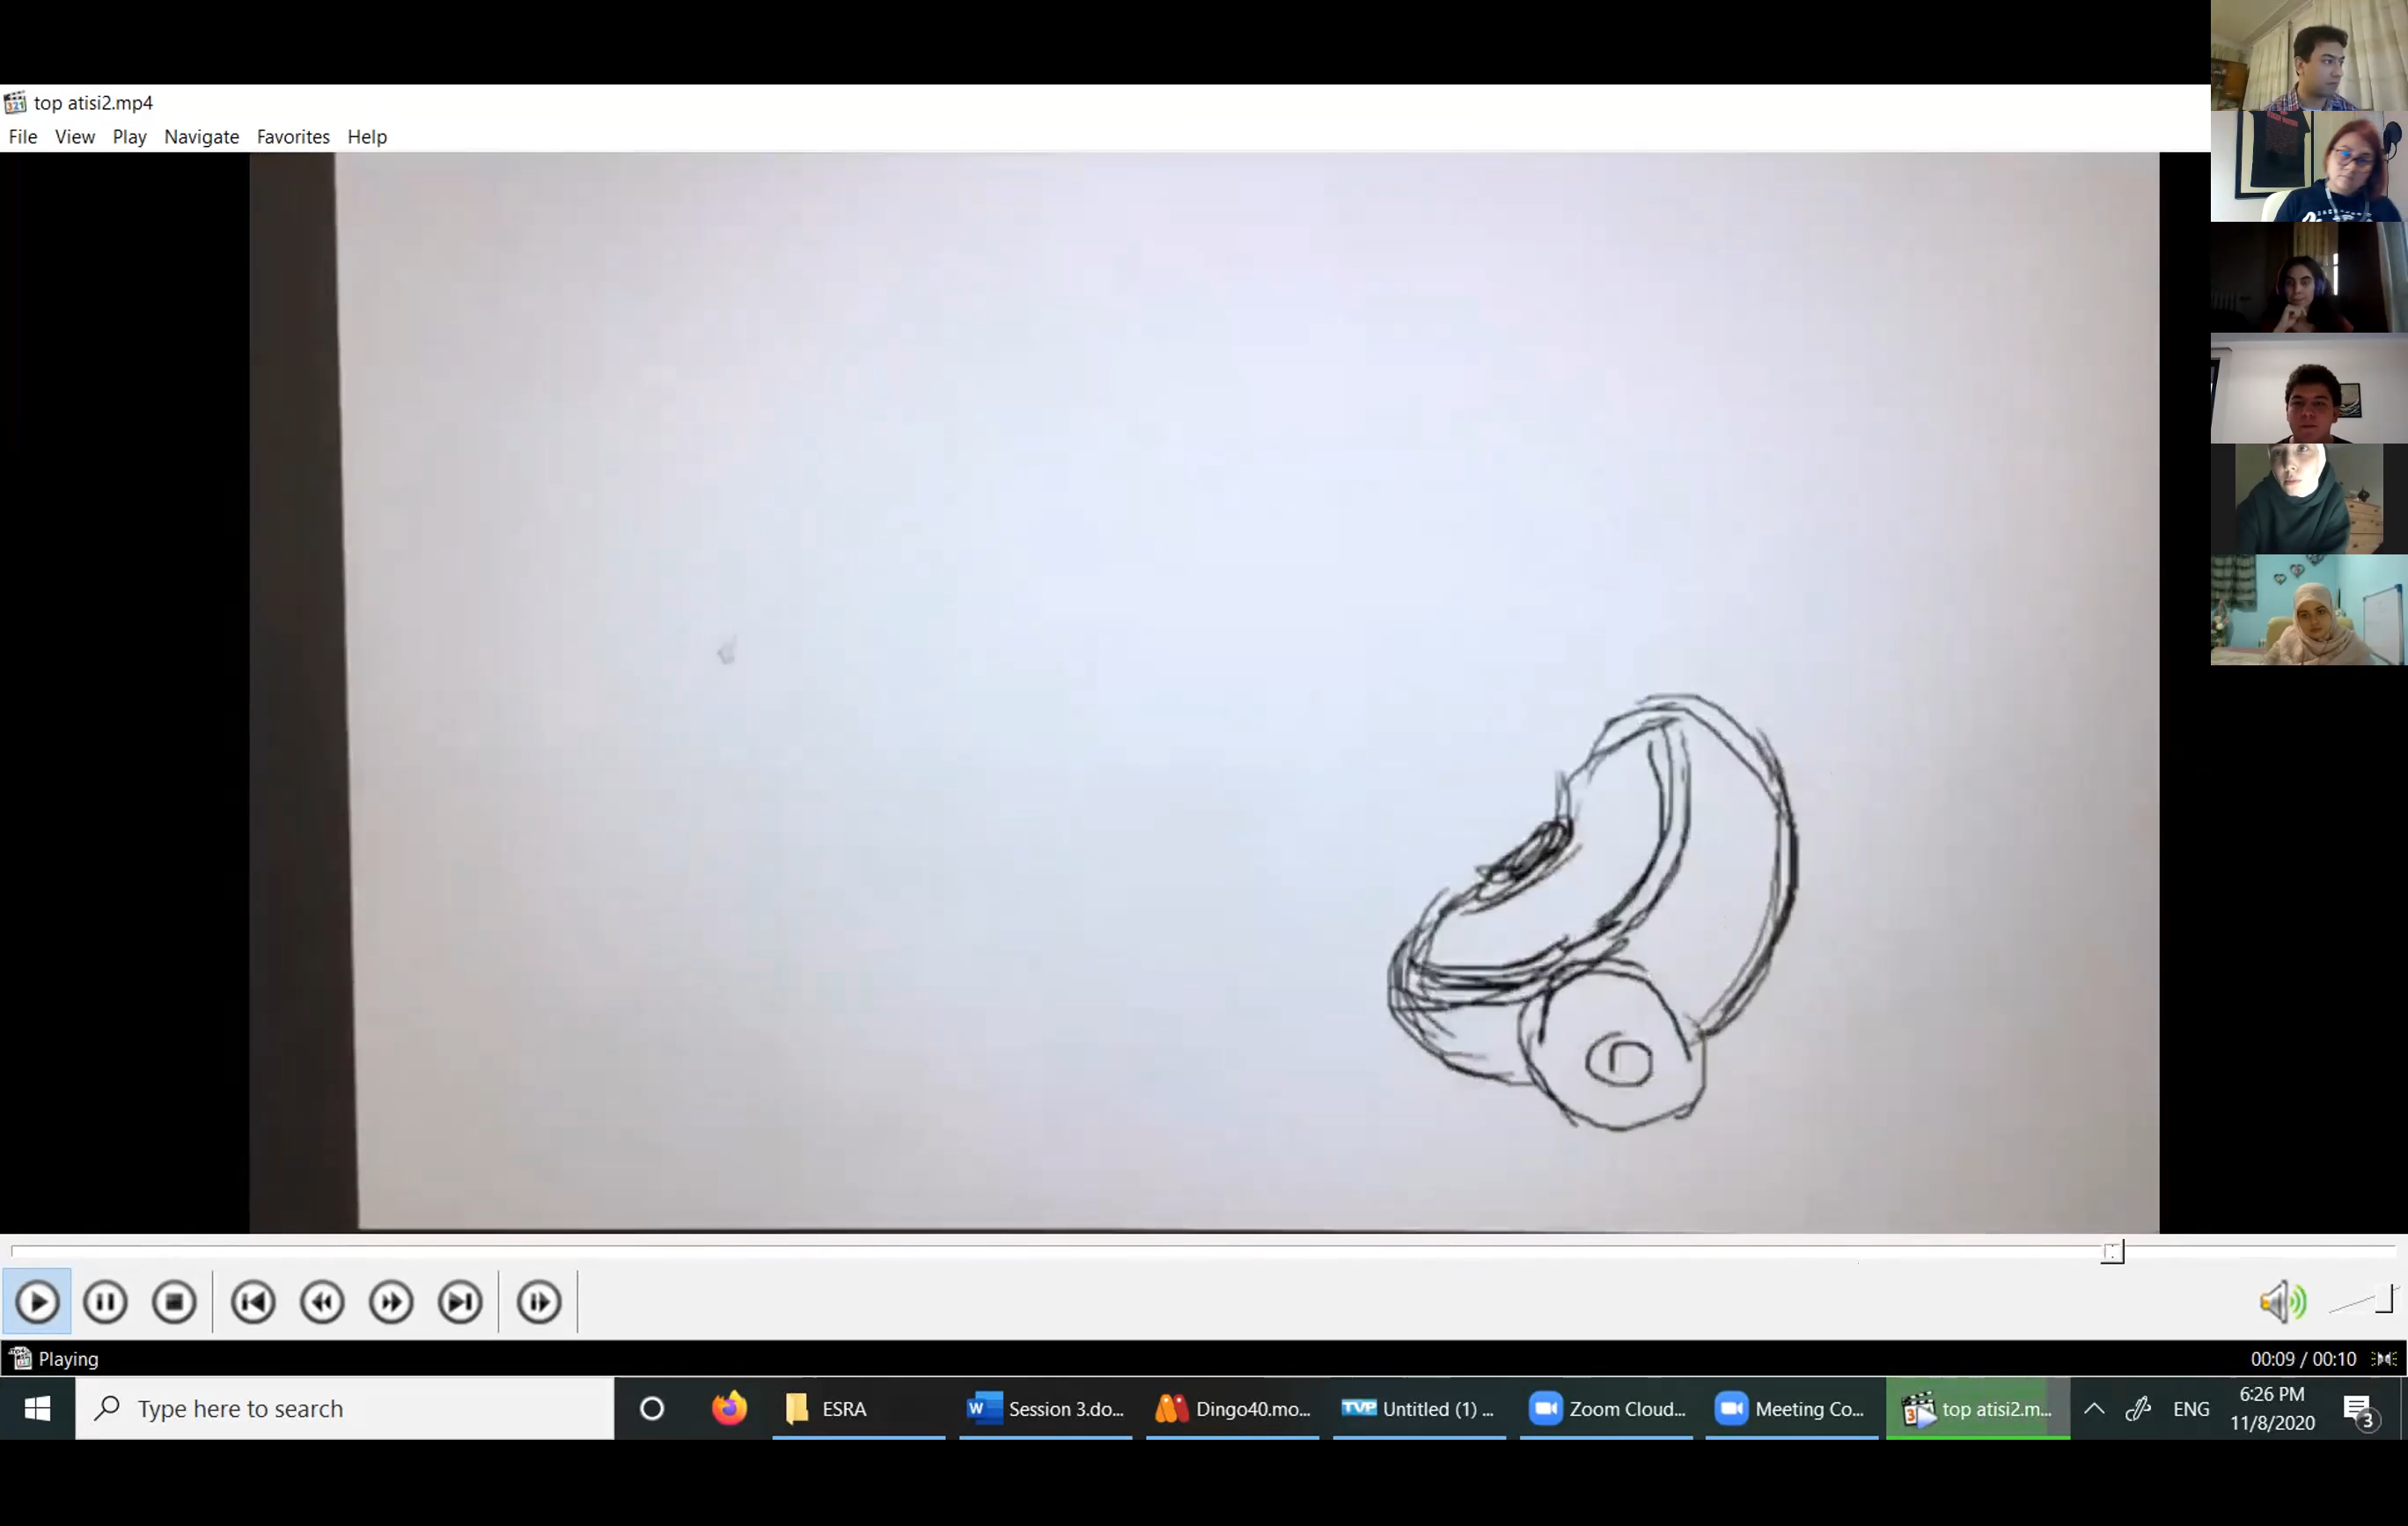 top atisi2.mp4
File View Play Navigate Favorites Help
Playing
00:09 / 00:10
Type here to search
ESRA
Session 3.do...
Dingo40.mo...
TVP Untitled (1) ...
Zoom Cloud...
Meeting Co...
top atisi2.m...
ENG
6:26 PM
11/8/2020
3